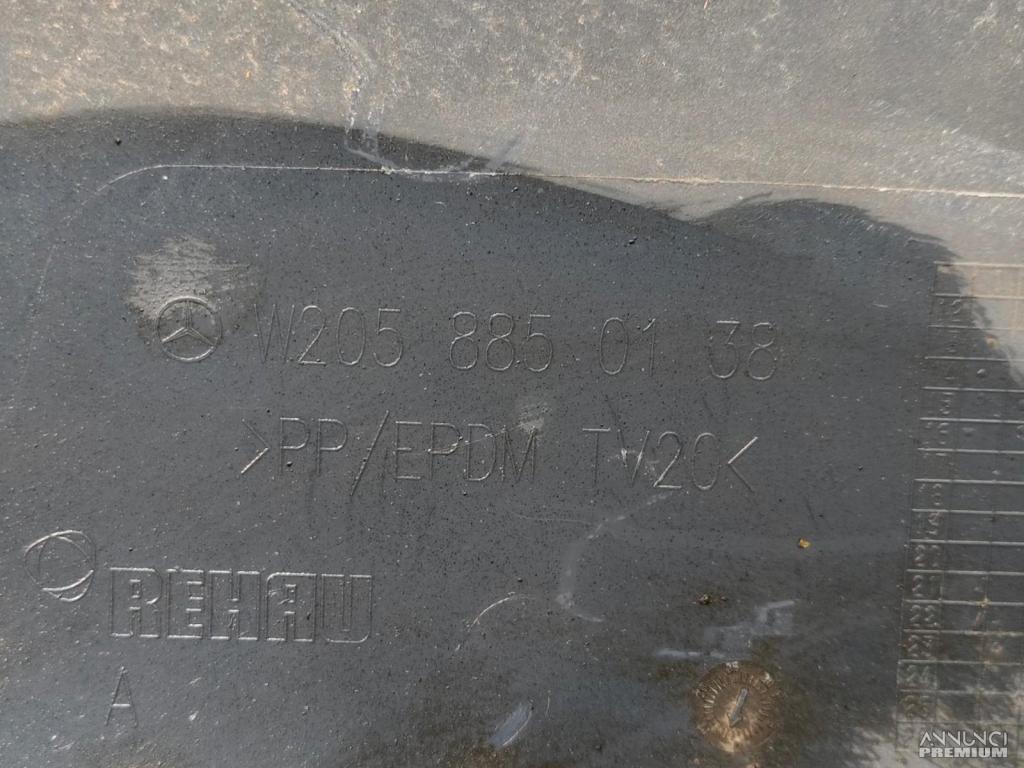 W205 885 01 38
>PP/EPDM TV20<
REHAU
A
ANNUNCI
PREMIUM